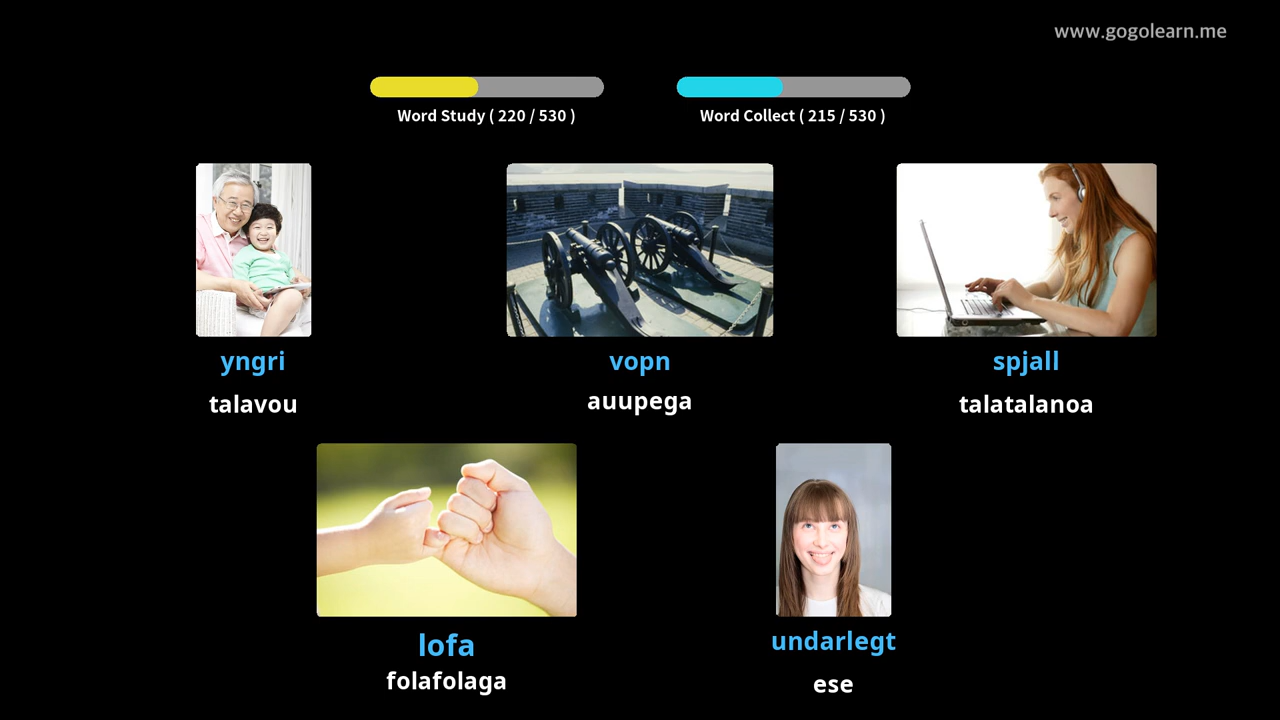 www.gogolearn.me
Word Study ( 220 / 530 )
Word Collect ( 215 / 530 )
yngri
talavou
vopn
auupega
spjall
talatalanoa
lofa
folafolaga
undarlegt
ese